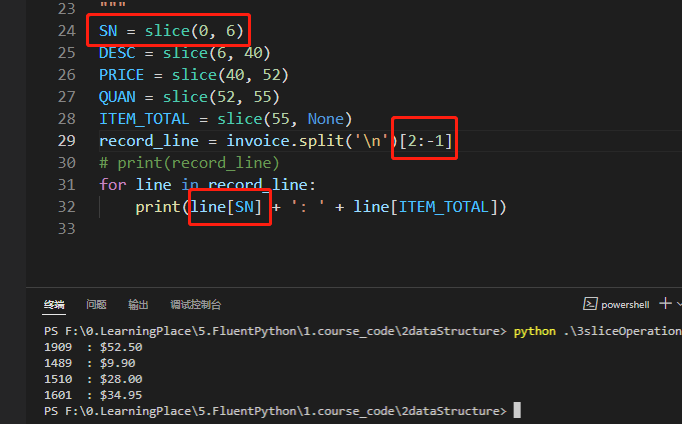 23 """
24 SN = slice(0, 6)
25 DESC = slice(6, 40)
26 PRICE = slice(40, 52)
27 QUAN = slice(52, 55)
28 ITEM_TOTAL = slice(55, None)
29 record_line = invoice.split('\n')[2:-1]
30 # print(record_line)
31 for line in record_line:
32     print(line[SN] + ': ' + line[ITEM_TOTAL])
33
终端 问题 输出 调试控制台 powershell
PS F:\0.LearningPlace\5.FluentPython\1.course_code\2dataStructure> python .\3sliceOperation
1909  : $52.50
1489  : $9.90
1510  : $28.00
1601  : $34.95
PS F:\0.LearningPlace\5.FluentPython\1.course_code\2dataStructure>